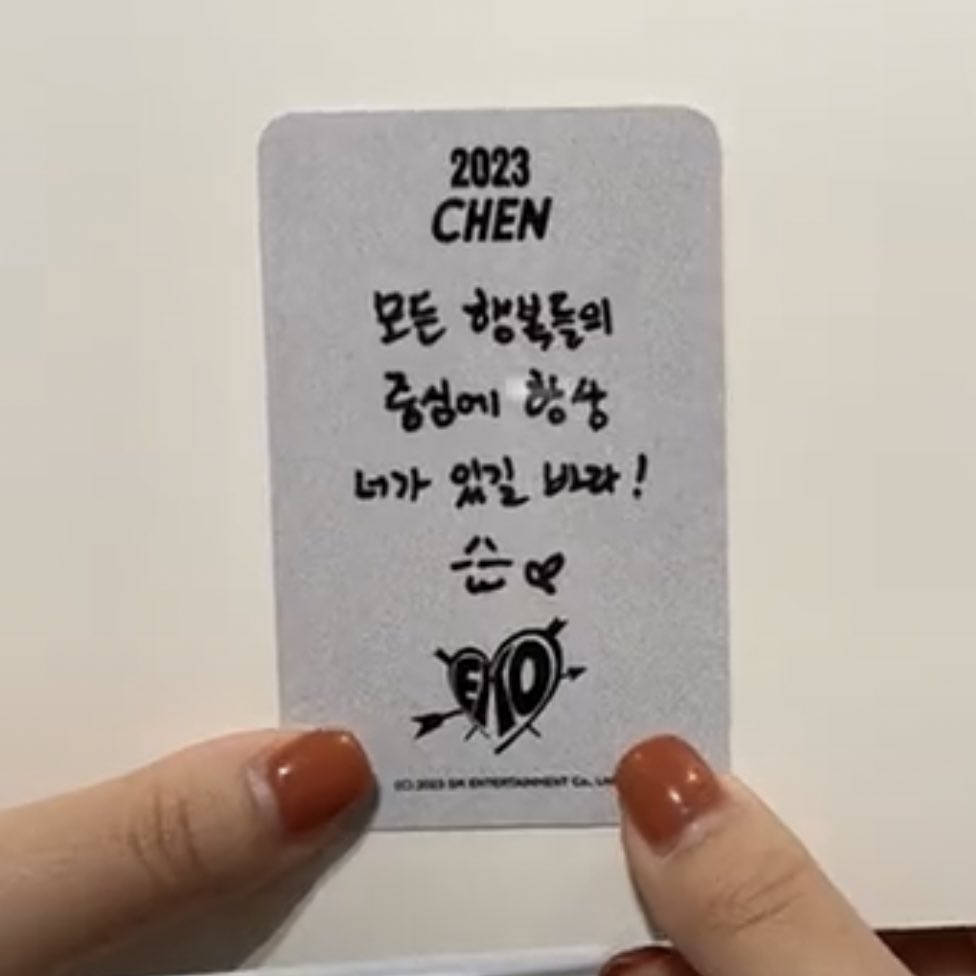 2023
CHEN
모든 행복들의
중심에 항상
너가 있길 바라!
EXO
(C) 2023 SM ENTERTAINMENT Co.,